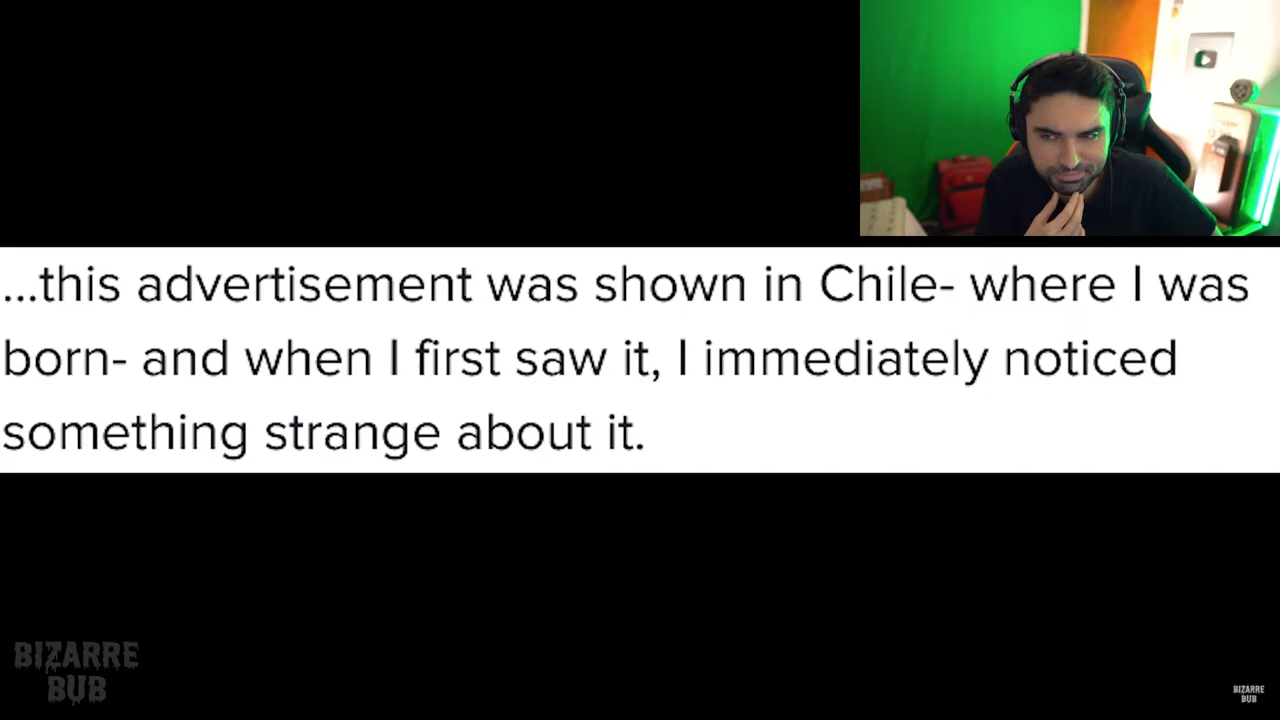 ...this advertisement was shown in Chile- where I was
born- and when I first saw it, I immediately noticed
something strange about it.
BIZARRE
BUB
BIZARRE
BUB